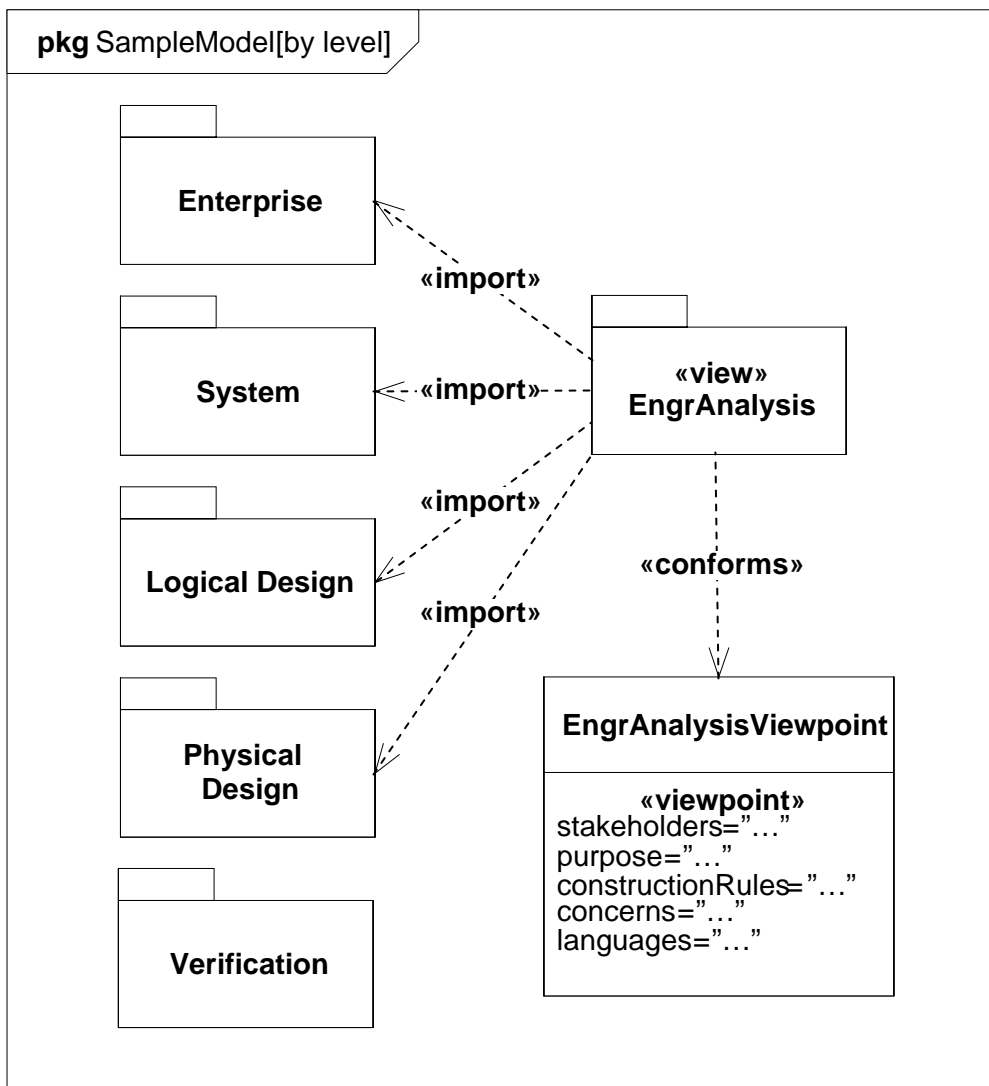 pkg SampleModel[by level]
Enterprise
«import»
System
«import»
«view»
EngrAnalysis
«import»
Logical Design
«conforms»
«import»
Physical
Design
EngrAnalysisViewpoint
«viewpoint»
stakeholders=”…”
purpose=”…”
constructionRules=”…”
concerns=”…”
languages=”…”
Verification